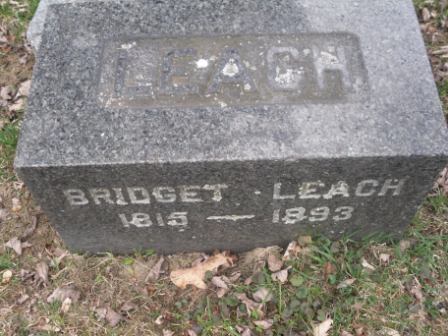 LEACH
BRIDGET LEACH
1815 — 1893